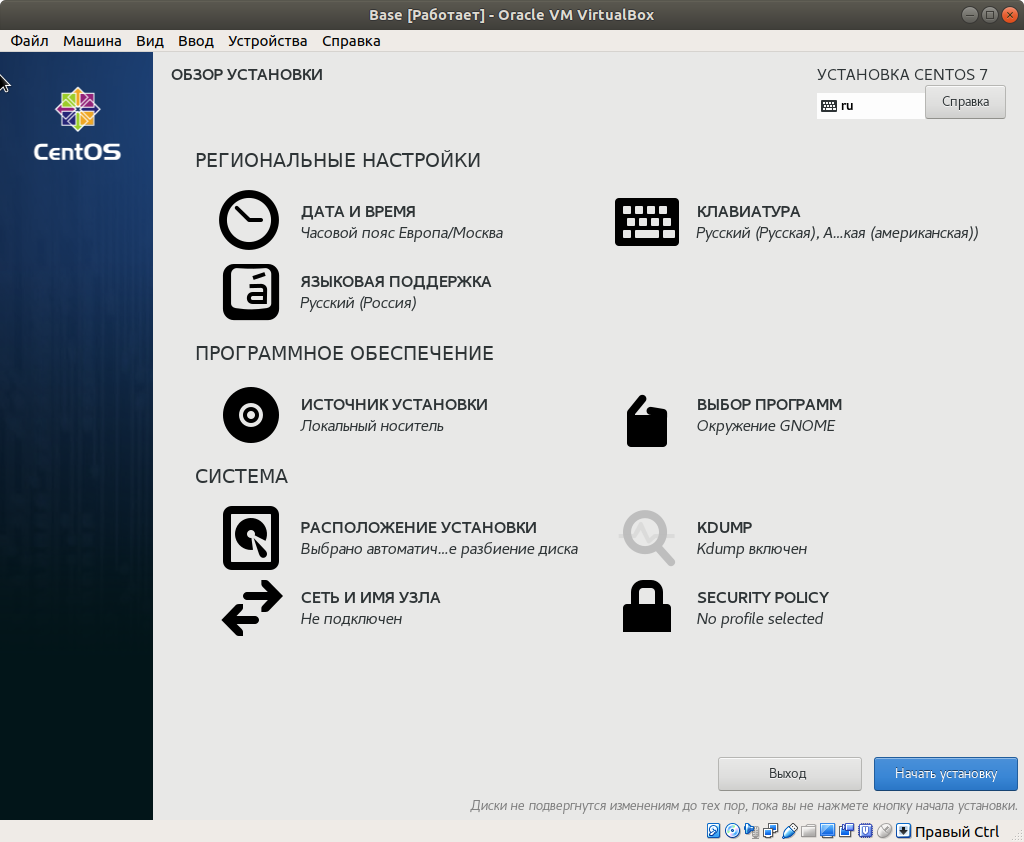 Base [Работает] - Oracle VM VirtualBox
Файл Машина Вид Ввод Устройства Справка
CentOS
ОБЗОР УСТАНОВКИ
УСТАНОВКА CENTOS 7
ru
Справка
РЕГИОНАЛЬНЫЕ НАСТРОЙКИ
ДАТА И ВРЕМЯ
Часовой пояс Европа/Москва
КЛАВИАТУРА
Русский (Русская), А...кая (американская))
ЯЗЫКОВАЯ ПОДДЕРЖКА
Русский (Россия)
ПРОГРАММНОЕ ОБЕСПЕЧЕНИЕ
ИСТОЧНИК УСТАНОВКИ
Локальный носитель
ВЫБОР ПРОГРАММ
Окружение GNOME
СИСТЕМА
РАСПОЛОЖЕНИЕ УСТАНОВКИ
Выбрано автоматич...е разбиение диска
KDUMP
Kdump включен
СЕТЬ И ИМЯ УЗЛА
Не подключен
SECURITY POLICY
No profile selected
Выход
Начать установку
Диски не подвергнутся изменениям до тех пор, пока вы не нажмете кнопку начала установки.
Правый Ctrl